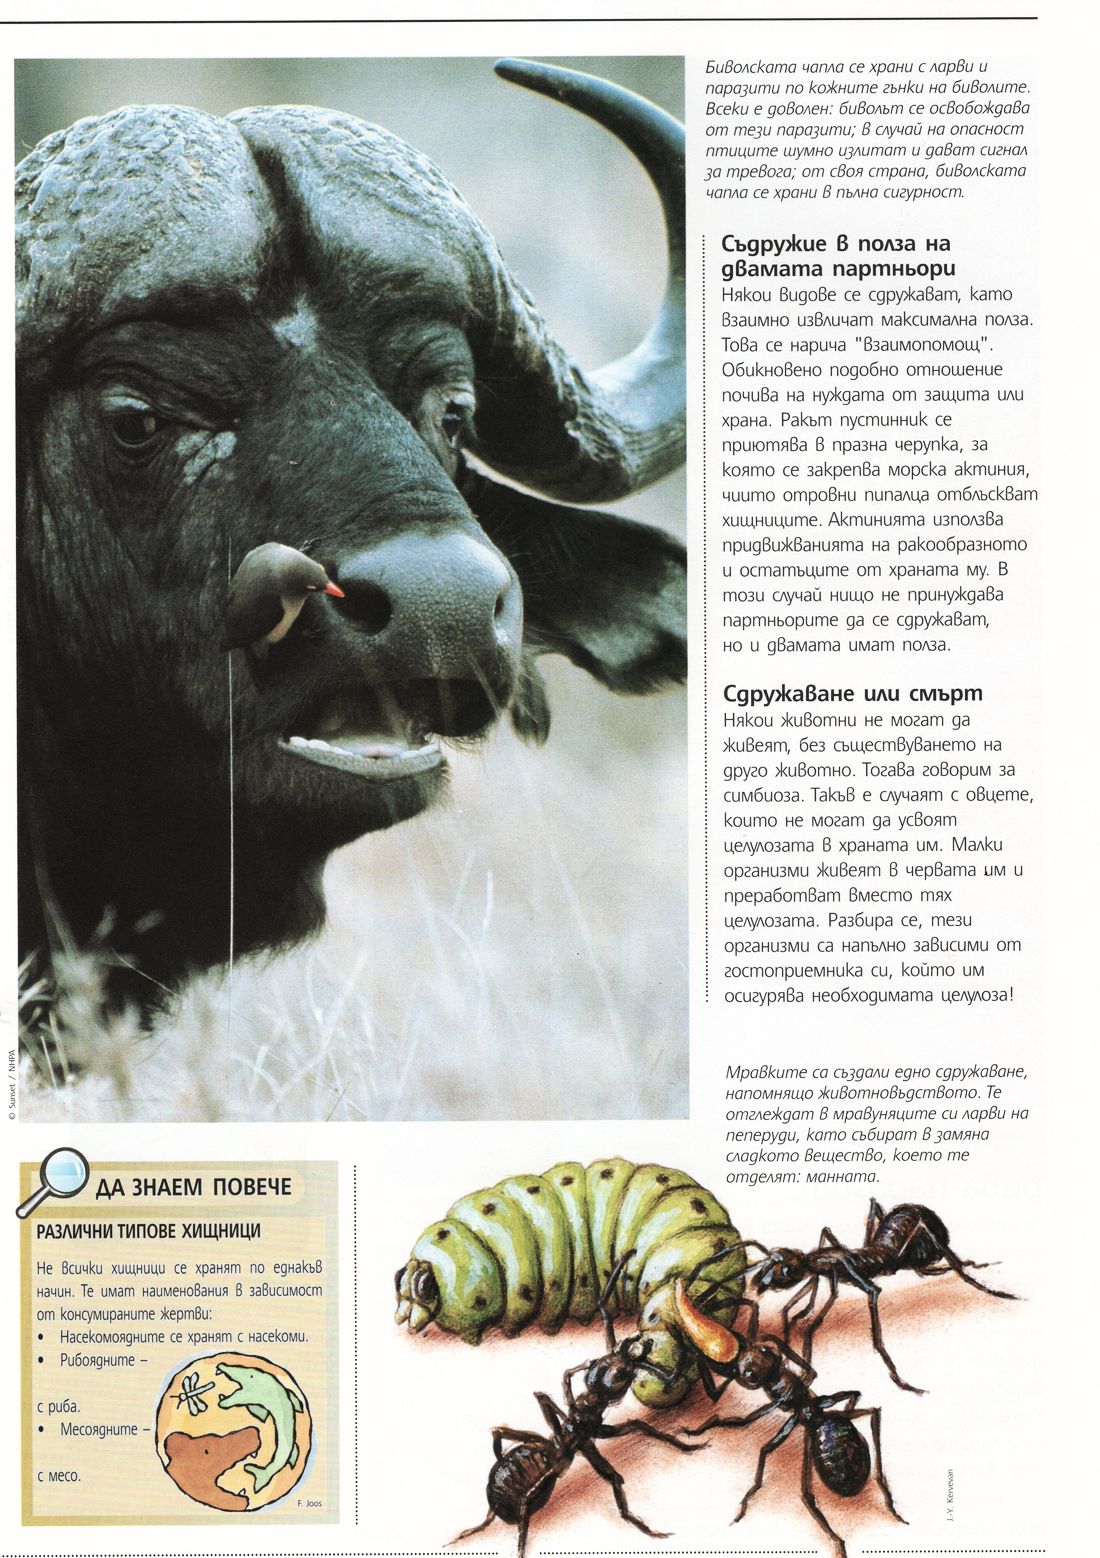 Биволската чапла се храни с ларви и
паразити по кожните гънки на биволите.
Всеки е доволен: биволът се освобождава
от тези паразити; в случай на опасност
птиците шумно излитат и дават сигнал
за тревога; от своя страна, биволската
чапла се храни в пълна сигурност.
Съдружие в полза на
двамата партньори
Някои видове се сдружават, като
взаимно извличат максимална полза.
Това се нарича "взаимопомощ".
Обикновено подобно отношение
почива на нуждата от защита или
храна. Ракът пустинник се
приютява в празна черупка, за
която се закрепва морска актиния,
чиито отровни пипалца отблъскват
хищниците. Актинията използва
придвижванията на ракообразното
и остатъците от храната му. В
този случай нищо не принуждава
партньорите да се сдружават,
но и двамата имат полза.
Сдружаване или смърт
Някои животни не могат да
живеят, без съществуването на
друго животно. Тогава говорим за
симбиоза. Такъв е случаят с овцете,
които не могат да усвоят
целулозата в храната им. Малки
организми живеят в червата им и
преработват вместо тях
целулозата. Разбира се, тези
организми са напълно зависими от
гостоприемника си, който им
осигурява необходимата целулоза!
© Sunset / NHPA
Мравките са създали едно сдружаване,
напомнящо животновъдството. Те
отглеждат в мравуняците си ларви на
пеперуди, като събират в замяна
сладкото вещество, което те
отделят: манната.
ДА ЗНАЕМ ПОВЕЧЕ
РАЗЛИЧНИ ТИПОВЕ ХИЩНИЦИ
Не всички хищници се хранят по еднакъв
начин. Те имат наименования в зависимост
от консумираните жертви:
• Насекомоядните се хранят с насекоми.
• Рибоядните –
с риба.
• Месоядните –
с месо.
F. Joos
J.-Y. Kervevan